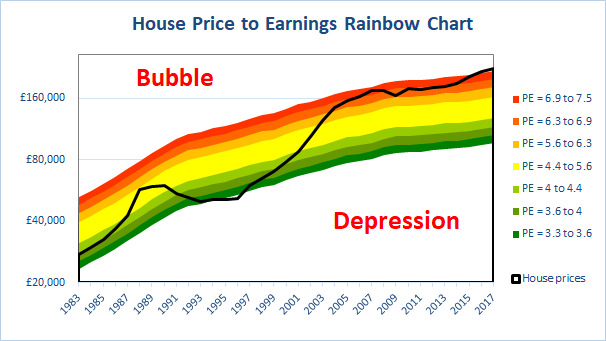 House Price to Earnings Rainbow Chart
Bubble
Depression
£160,000
£80,000
£40,000
£20,000
1983
1985
1987
1989
1991
1993
1995
1997
1999
2001
2003
2005
2007
2009
2011
2013
2015
2017
PE = 6.9 to 7.5
PE = 6.3 to 6.9
PE = 5.6 to 6.3
PE = 4.4 to 5.6
PE = 4 to 4.4
PE = 3.6 to 4
PE = 3.3 to 3.6
House prices